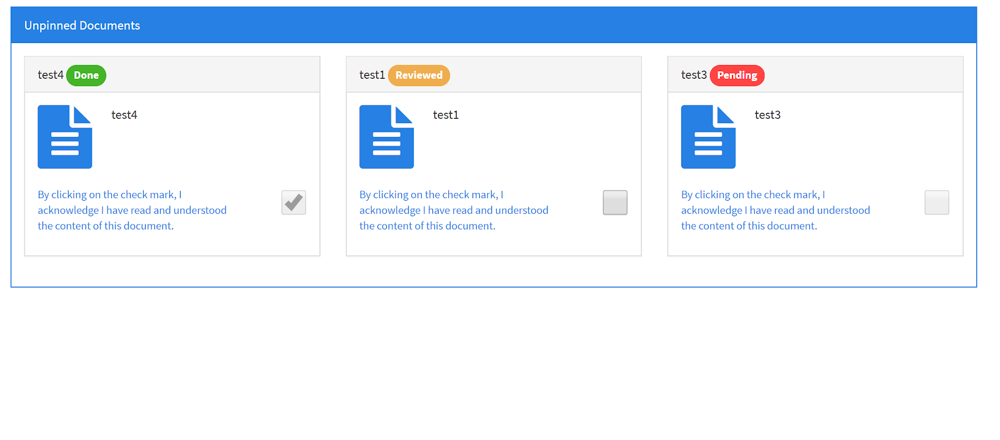 Unpinned Documents
test4 Done
test4
By clicking on the check mark, I
acknowledge I have read and understood
the content of this document.
test1 Reviewed
test1
By clicking on the check mark, I
acknowledge I have read and understood
the content of this document.
test3 Pending
test3
By clicking on the check mark, I
acknowledge I have read and understood
the content of this document.